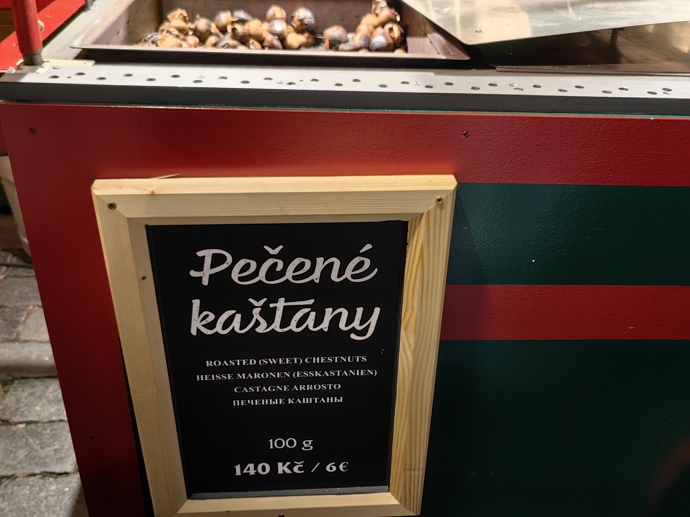 Pečené
kaštany
ROASTED (SWEET) CHESTNUTS
HEISSE MARONEN (ESSKASTANIEN)
CASTAGNE ARROSTO
ПЕЧЕНЫЕ КАШТАНЫ
100 g
140 Kč / 6€